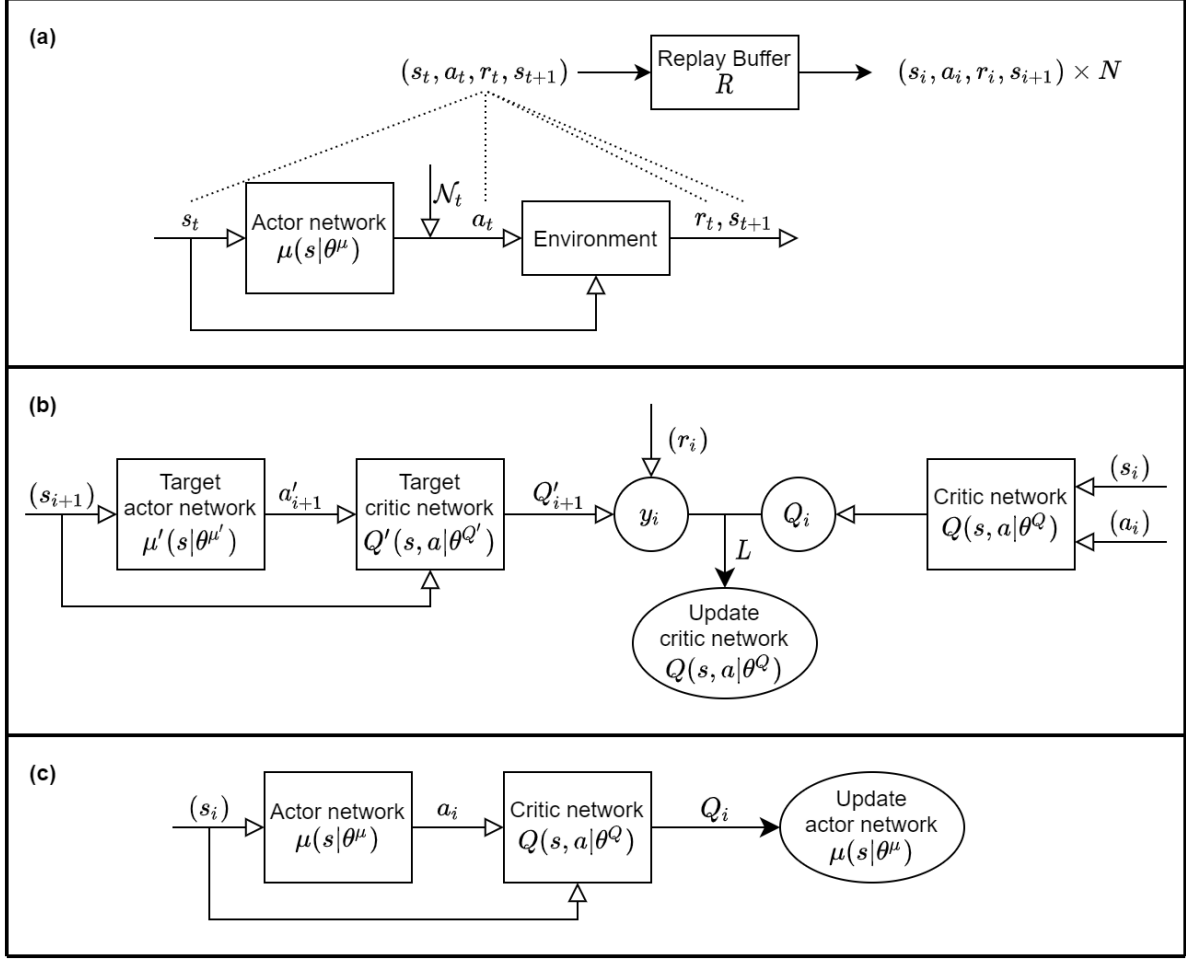 (a)
(s_t, a_t, r_t, s_{t+1})
Replay Buffer
R
(s_i, a_i, r_i, s_{i+1}) × N
s_t
Actor network
μ(s|θ^μ)
𝒩_t
a_t
Environment
r_t, s_{t+1}
(b)
(s_{i+1})
Target
actor network
μ′(s|θ^{μ′})
a′_{i+1}
Target
critic network
Q′(s, a|θ^{Q′})
Q′_{i+1}
(r_i)
y_i
Q_i
L
Update
critic network
Q(s, a|θ^Q)
Critic network
Q(s, a|θ^Q)
(s_i)
(a_i)
(c)
(s_i)
Actor network
μ(s|θ^μ)
a_i
Critic network
Q(s, a|θ^Q)
Q_i
Update
actor network
μ(s|θ^μ)